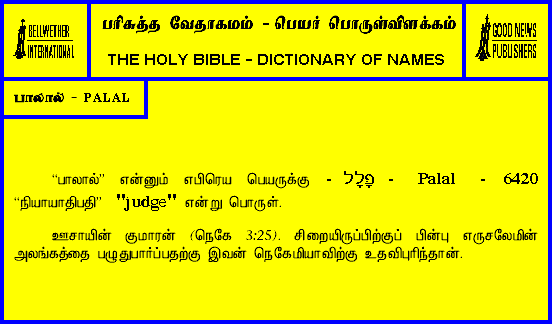 BELLWETHER
INTERNATIONAL
பரிசுத்த வேதாகமம் - பெயர் பொருள்விளக்கம்
THE HOLY BIBLE - DICTIONARY OF NAMES
GOOD NEWS
PUBLISHERS
பாலால் - PALAL
“பாலால்” என்னும் எபிரெய பெயருக்கு - פָּלָל - Palal - 6420
“நியாயாதிபதி” "judge" என்று பொருள்.
ஊசாயின் குமாரன் (நெகே 3:25). சிறையிருப்பிற்குப் பின்பு எருசலேமின்
அலங்கத்தை பழுதுபார்ப்பதற்கு இவன் நெகேமியாவிற்கு உதவிபுரிந்தான்.